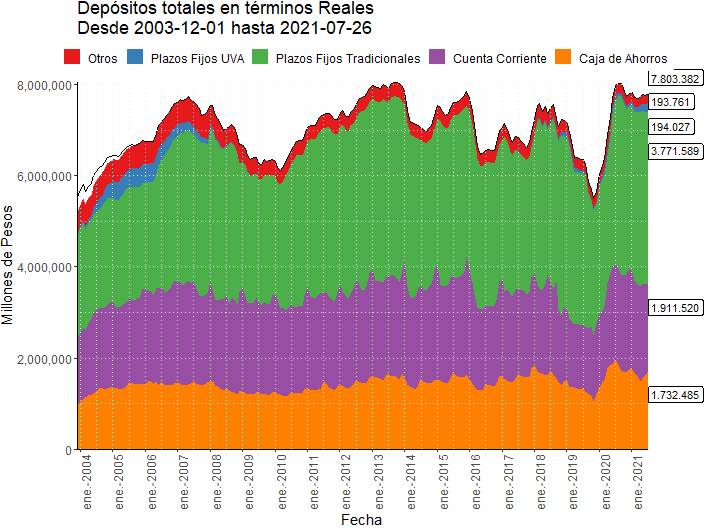 Depósitos totales en términos Reales
Desde 2003-12-01 hasta 2021-07-26
Otros
Plazos Fijos UVA
Plazos Fijos Tradicionales
Cuenta Corriente
Caja de Ahorros
Millones de Pesos
8,000,000
6,000,000
4,000,000
2,000,000
0
7.803.382
193.761
194.027
3.771.589
1.911.520
1.732.485
ene.-2004
ene.-2005
ene.-2006
ene.-2007
ene.-2008
ene.-2009
ene.-2010
ene.-2011
ene.-2012
ene.-2013
ene.-2014
ene.-2015
ene.-2016
ene.-2017
ene.-2018
ene.-2019
ene.-2020
ene.-2021
Fecha